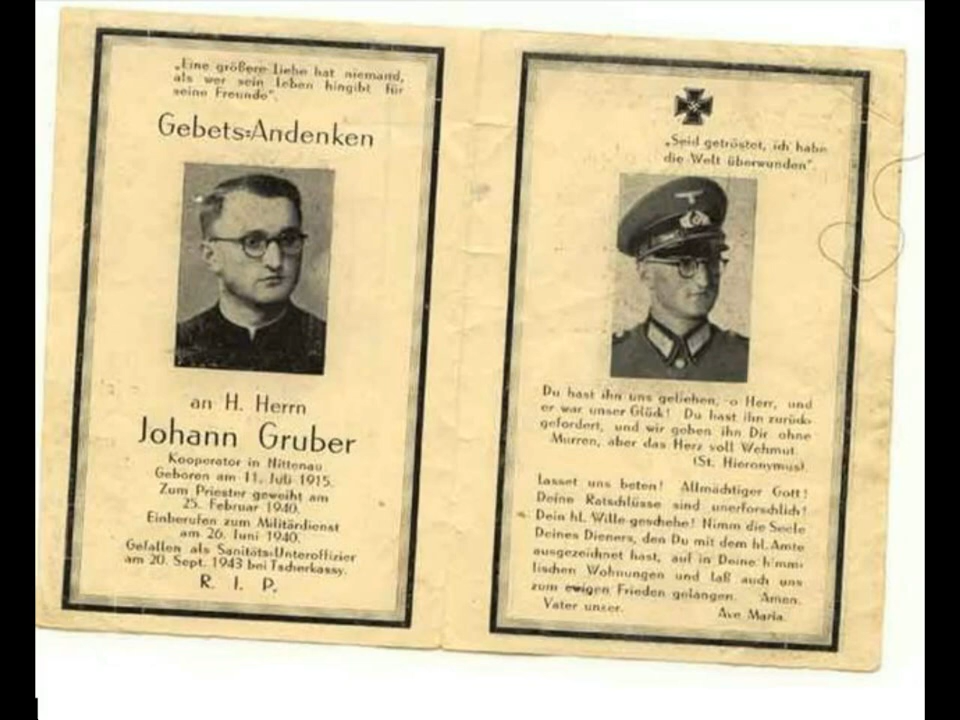 „Eine größere Liebe hat niemand,
als wer sein Leben hingibt für
seine Freunde“.
Gebets-Andenken
an H. Herrn
Johann Gruber
Kooperator in Nittenau
Geboren am 11. Juli 1915.
Zum Priester geweiht am
25. Februar 1940.
Einberufen zum Militärdienst
am 26. Juni 1940.
Gefallen als Sanitäts-Unteroffizier
am 20. Sept. 1943 bei Tscherkassy.
R. I. P.
„Seid getröstet, ich habe
die Welt überwunden“.
Du hast ihn uns geliehen, o Herr, und
er war unser Glück! Du hast ihn zurück-
gefordert, und wir geben ihn Dir ohne
Murren, aber das Herz voll Wehmut.
(St. Hieronymus).
Lasset uns beten! Allmächtiger Gott!
Deine Ratschlüsse sind unerforschlich!
Dein hl. Wille geschehe! Nimm die Seele
Deines Dieners, den Du mit dem hl. Amte
ausgezeichnet hast, auf in Deine himm-
lischen Wohnungen und laß auch uns
zum ewigen Frieden gelangen. Amen.
Vater unser. Ave Maria.